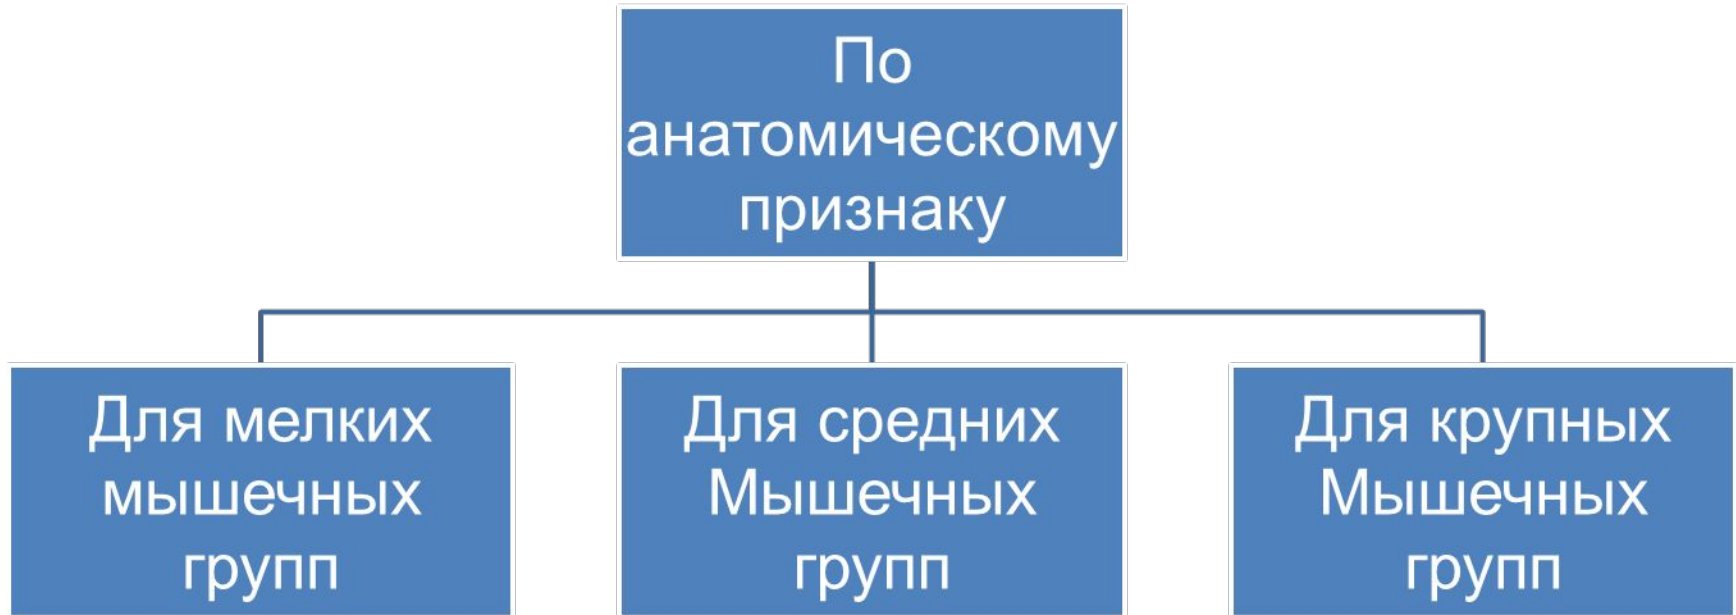 По
анатомическому
признаку
Для мелких
мышечных
групп
Для средних
Мышечных
групп
Для крупных
Мышечных
групп